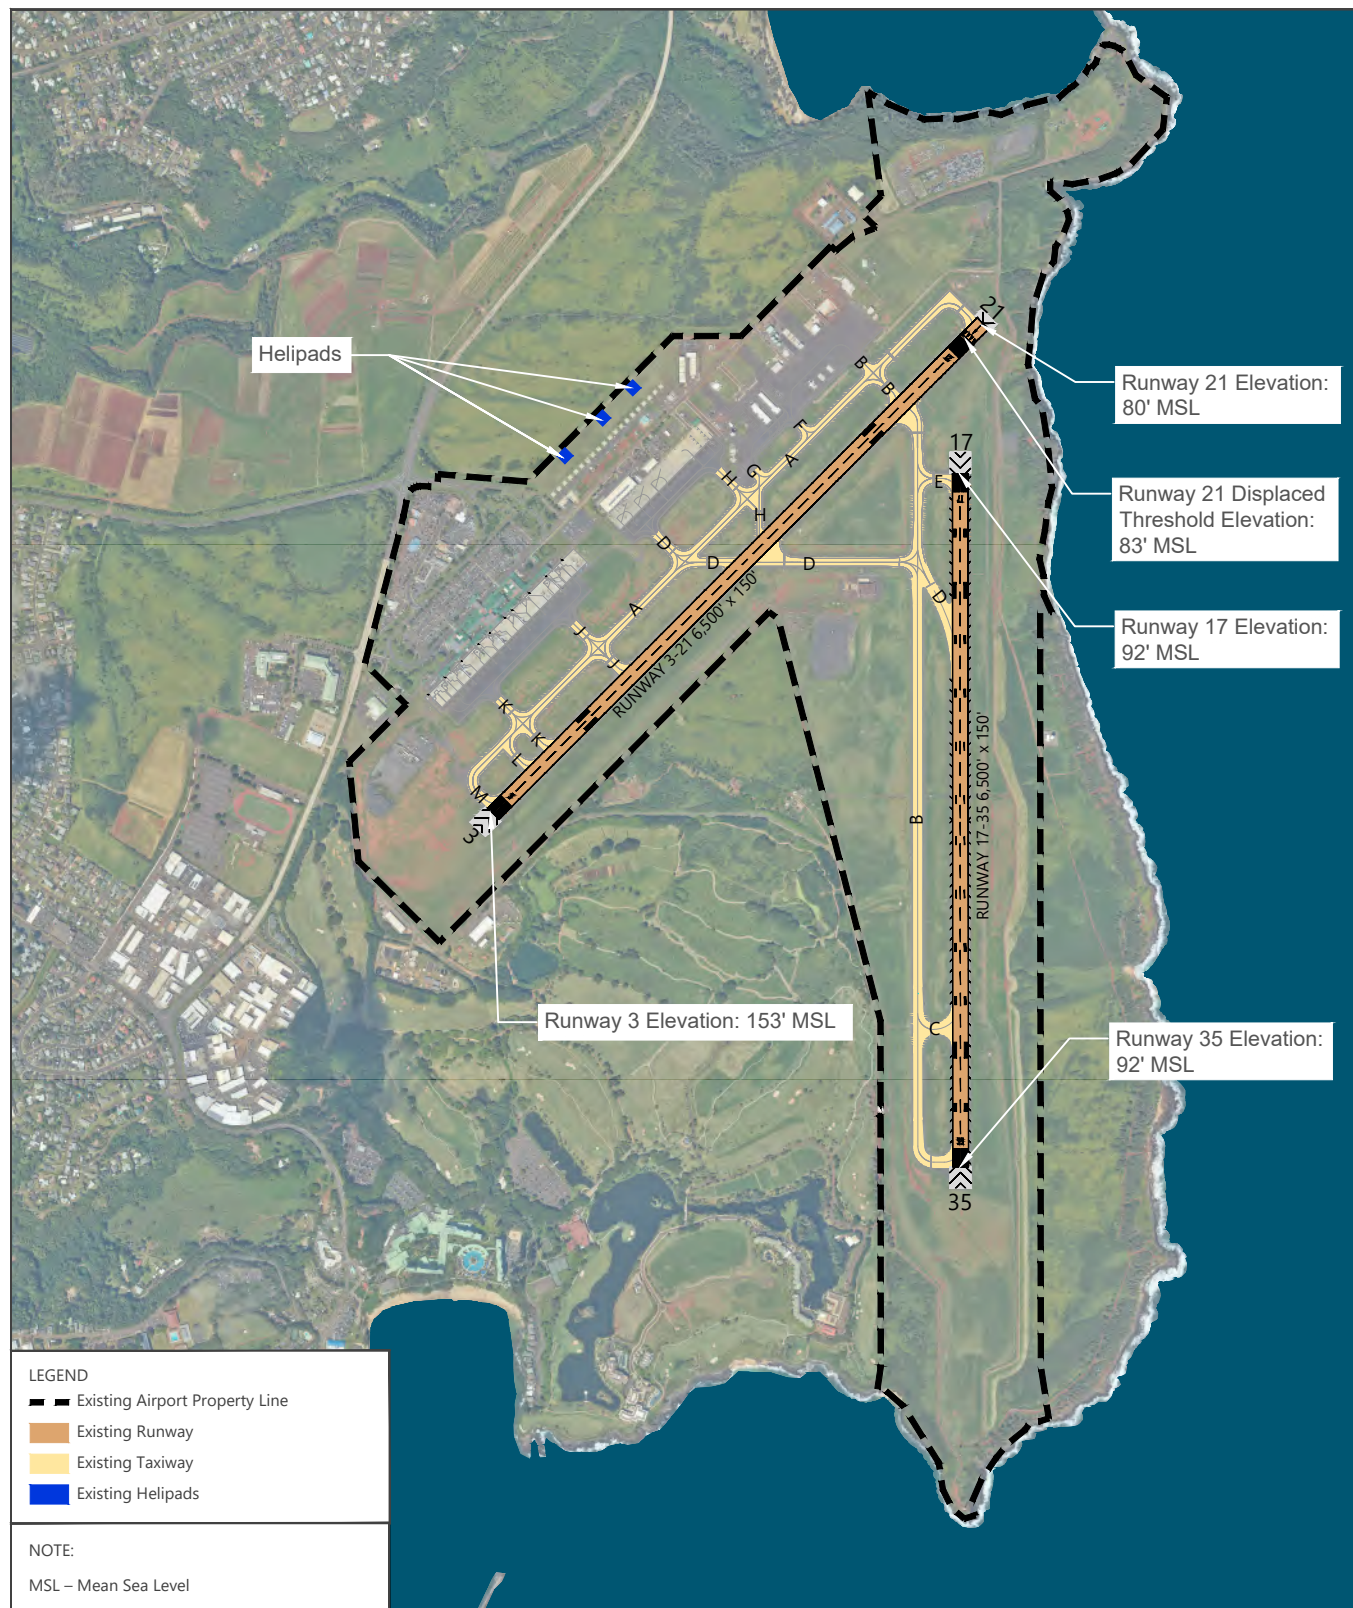 21
Helipads
B
B
Runway 21 Elevation:
80' MSL
F
17
A
G
H
E
Runway 21 Displaced
Threshold Elevation:
83' MSL
H
D
D
D
D
A
J
J
RUNWAY 3-21 6,500' x 150'
Runway 17 Elevation:
92' MSL
K
K
L
M
3
RUNWAY 17-35 6,500' x 150'
B
Runway 3 Elevation: 153' MSL
C
Runway 35 Elevation:
92' MSL
35
LEGEND
Existing Airport Property Line
Existing Runway
Existing Taxiway
Existing Helipads
NOTE:
MSL – Mean Sea Level